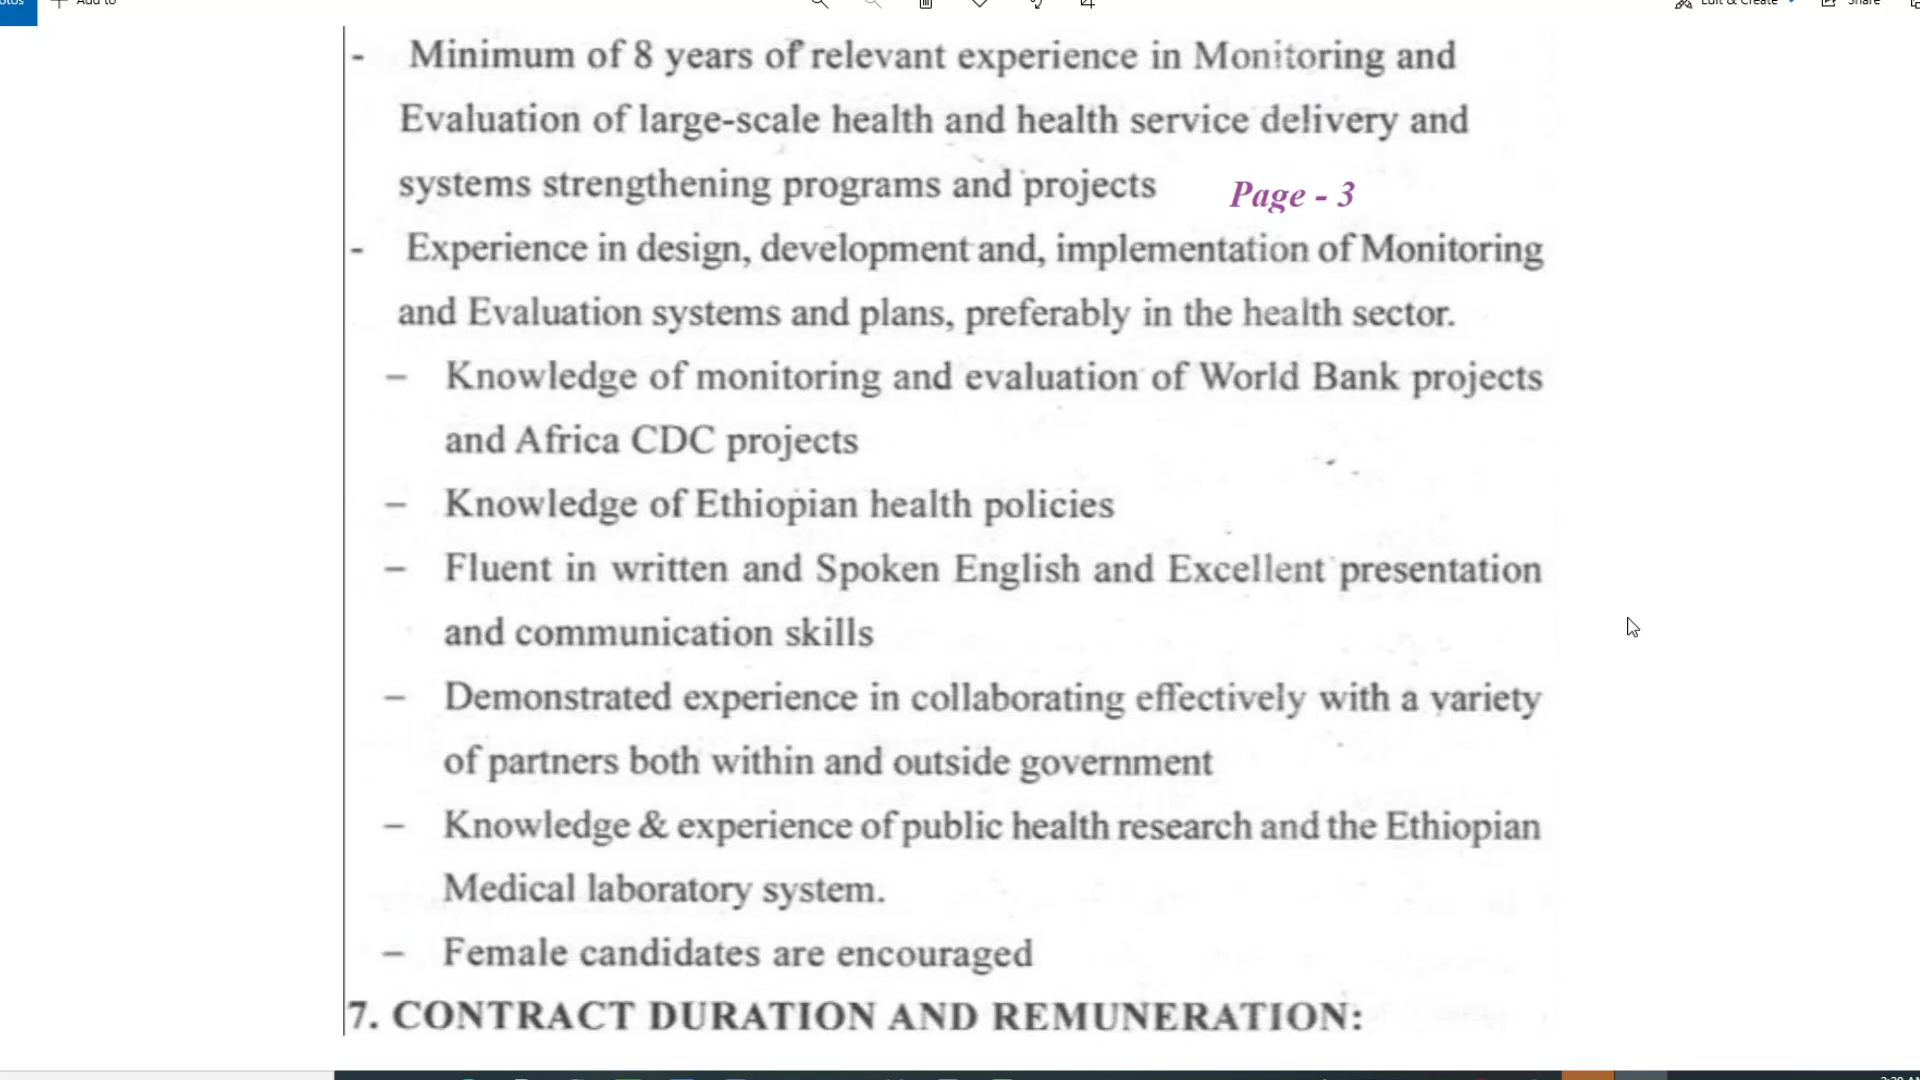 Add to
Edit & Create
Share
- Minimum of 8 years of relevant experience in Monitoring and
Evaluation of large-scale health and health service delivery and
systems strengthening programs and projects
Page - 3
- Experience in design, development and, implementation of Monitoring
and Evaluation systems and plans, preferably in the health sector.
– Knowledge of monitoring and evaluation of World Bank projects
and Africa CDC projects
– Knowledge of Ethiopian health policies
– Fluent in written and Spoken English and Excellent presentation
and communication skills
– Demonstrated experience in collaborating effectively with a variety
of partners both within and outside government
– Knowledge & experience of public health research and the Ethiopian
Medical laboratory system.
– Female candidates are encouraged
7. CONTRACT DURATION AND REMUNERATION: